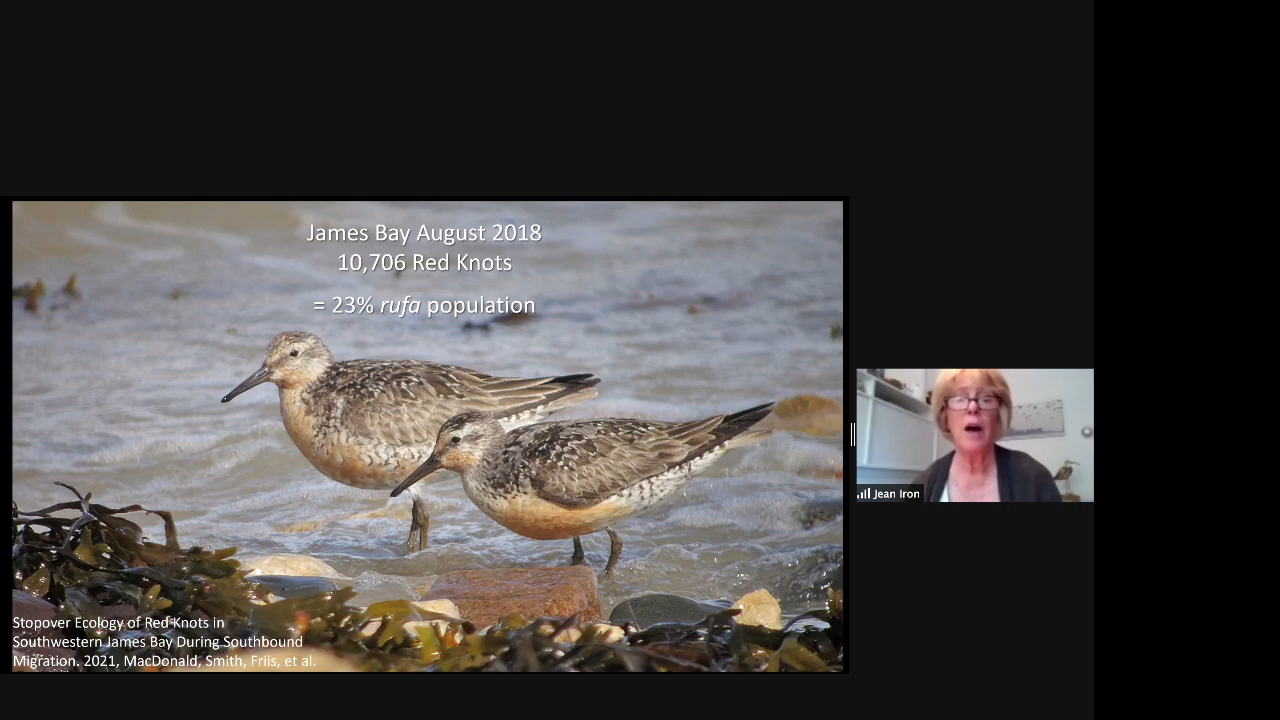 James Bay August 2018
10,706 Red Knots
= 23% rufa population
Stopover Ecology of Red Knots in
Southwestern James Bay During Southbound
Migration. 2021, MacDonald, Smith, Friis, et al.
Jean Iron